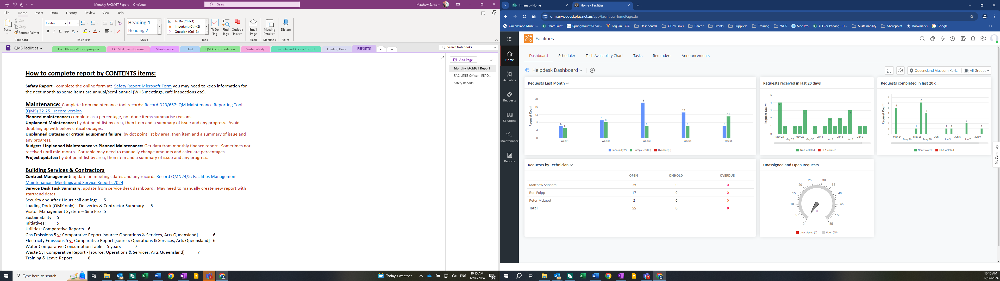 Monthly FACMGT Report - OneNote
Search
Matthew Sansom
File Home Insert Draw History Review View Help
Paste
Cut
Copy
Format Painter
Clipboard
Calibri 11
Basic Text
Heading 1
Heading 2
Styles
To Do (Ctrl+1)
Important (Ctrl+2)
Question (Ctrl+3)
Tags
To Do Tag
Find Tags
Outlook Tasks
Email Page
Email
Meeting Details
Meetings
Dictate
Voice
QMS Facilities
Fac Officer - Work in progress
FACMGT Team Comms
Maintenance
Fleet
QM Accommodation
Sustainability
Security and Access Control
Loading Dock
REPORTS
Search Notebooks
Add Page
Monthly FACMGT Report
FACILITIES Officer - REPO...
Safety Reports
How to complete report by CONTENTS items:
Safety Report - complete the online form at: Safety Report Microsoft Form you may need to keep information for
the next month as some items are annual/semi-annual (WHS meetings, café inspections etc).
Maintenance: Complete from maintenance tool records: Record D23/657: QM Maintenance Reporting Tool
(QMS) 22-25 - record version
Planned maintenance: complete as a percentage, not done items summarise reasons.
Unplanned Maintenance: by dot point list by area, then item and a summary of issue and any progress. Avoid
doubling up with below critical outages.
Unplanned Outages or critical equipment failure: by dot point list by area, then item and a summary of issue and
any progress.
Budget: Unplanned Maintenance vs Planned Maintenance: Get data from monthly finance report. Sometimes not
received until mid-month. For table may need to manually change amounts and calculate percentages.
Project updates: by dot point list by area, then item and a summary of issue and any progress.
Building Services & Contractors
Contract Management: update on meetings dates and any records Record QMN24/5: Facilities Management -
Maintenance - Meetings and Service Reports 2024
Service Desk Task Summary: update from service desk dashboard. May need to manually create new report with
start/end dates.
Security and After-Hours call out log: 5
Loading Dock (QMK only) – Deliveries & Contractor Summary 5
Visitor Management System – Sine Pro 5
Sustainability 5
Initiatives: 5
Utilities: Comparative Reports 6
Gas Emissions 5 yr Comparative Report [source: Operations & Services, Arts Queensland] 6
Electricity Emissions 5 yr Comparative Report [source: Operations & Services, Arts Queensland] 6
Water Comparative Consumption Table – 5 years 7
Waste 5yr Comparative Report - [source: Operations & Services, Arts Queensland] 7
Training & Leave Report: 8
Type here to search
Today's weather
ENG
10:15 AM
12/06/2024
20
Intranet - Home
Home - Facilities
qm.servicedeskplus.net.au/app/facilities/HomePage.do
Queensland Museu... SharePoint Springmount Servic... Log On - CiA Dashboards QGov Links Career Events Suppliers Training WHS Sine Pro AQ Car Parking - H... Sustainability Sharepoint Bookmarks Google
Facilities
Home
Activities
Requests
Solutions
Maintenance
Reports
Dashboard Scheduler Tech Availability Chart Tasks Reminders Announcements
Helpdesk Dashboard
Queensland Museum Kuri...
All Groups
Requests Last Month
Request Count
20
16
12
8
4
0
6 5 9 8 18 6 13 6 6 11
Week1 Week2 Week3 Week4 Week5
Inbound(52) Completed(36) OverDue(0)
Requests received in last 20 days
Request Count
5
4
3
2
1
0
4 1 1 1 3 1 1 2 1 2 1 3 1 1
May 24 May 28 Jun 1 Jun 5 Jun 9
May 26 May 30 Jun 3 Jun 7
Non violated SLA violated
Requests completed in last 20 d...
Request Count
7
6
5
4
3
2
1
0
5 1 6 4 1 1 2 1
May 24 May 28 Jun 1 Jun 5 Jun 9
May 26 May 30 Jun 3 Jun 7
Non violated SLA violated
My Summary
Requests by Technician
OPEN ONHOLD OVERDUE
Matthew Sansom 35 0 0
Ben Folpp 17 0 0
Peter McLeod 3 0 0
Total 55 0 0
Unassigned and Open Requests
0 5 10 15 20 25 30 35 40 45 50 55
0
Unassigned (0) Open (55)
10:15 AM
12/06/2024